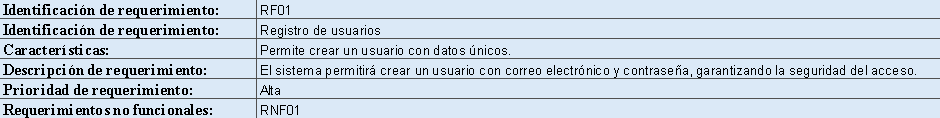 Identificación de requerimiento: RF01
Identificación de requerimiento: Registro de usuarios
Características: Permite crear un usuario con datos únicos.
Descripción de requerimiento: El sistema permitirá crear un usuario con correo electrónico y contraseña, garantizando la seguridad del acceso.
Prioridad de requerimiento: Alta
Requerimientos no funcionales: RNF01